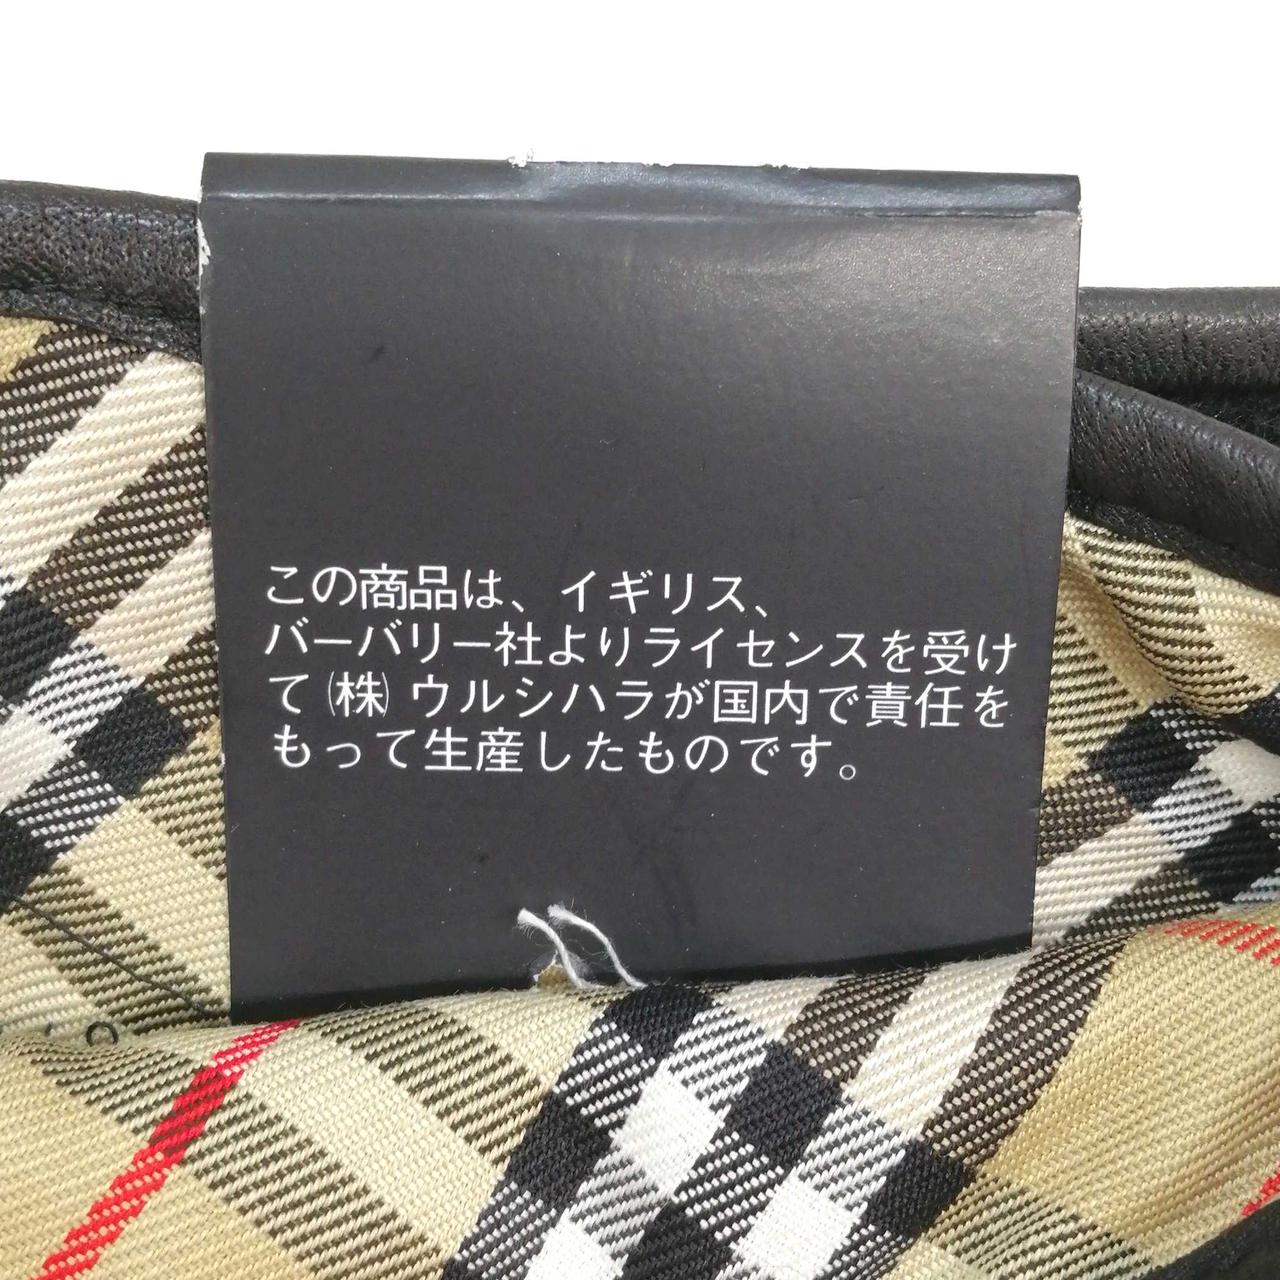 この商品は、イギリス、
バーバリー社よりライセンスを受け
て(株)ウルシハラが国内で責任を
もって生産したものです。